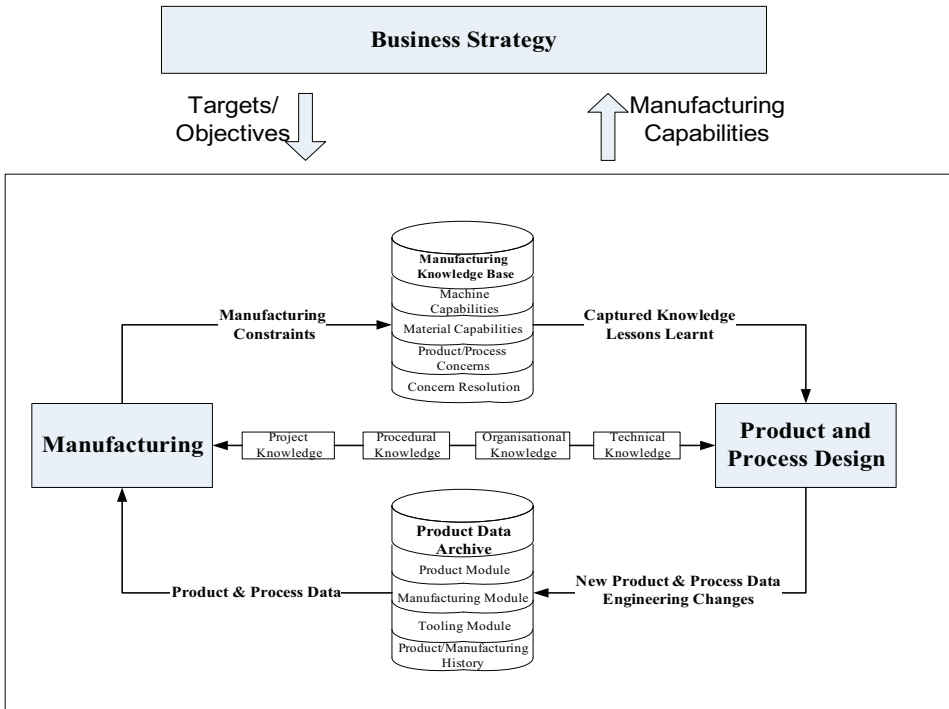 Business Strategy
Targets/
Objectives
Manufacturing
Capabilities
Manufacturing
Knowledge Base
Machine
Capabilities
Material Capabilities
Product/Process
Concerns
Concern Resolution
Manufacturing
Constraints
Captured Knowledge
Lessons Learnt
Manufacturing
Project
Knowledge
Procedural
Knowledge
Organisational
Knowledge
Technical
Knowledge
Product and
Process Design
Product Data
Archive
Product Module
Manufacturing Module
Tooling Module
Product/Manufacturing
History
Product & Process Data
New Product & Process Data
Engineering Changes